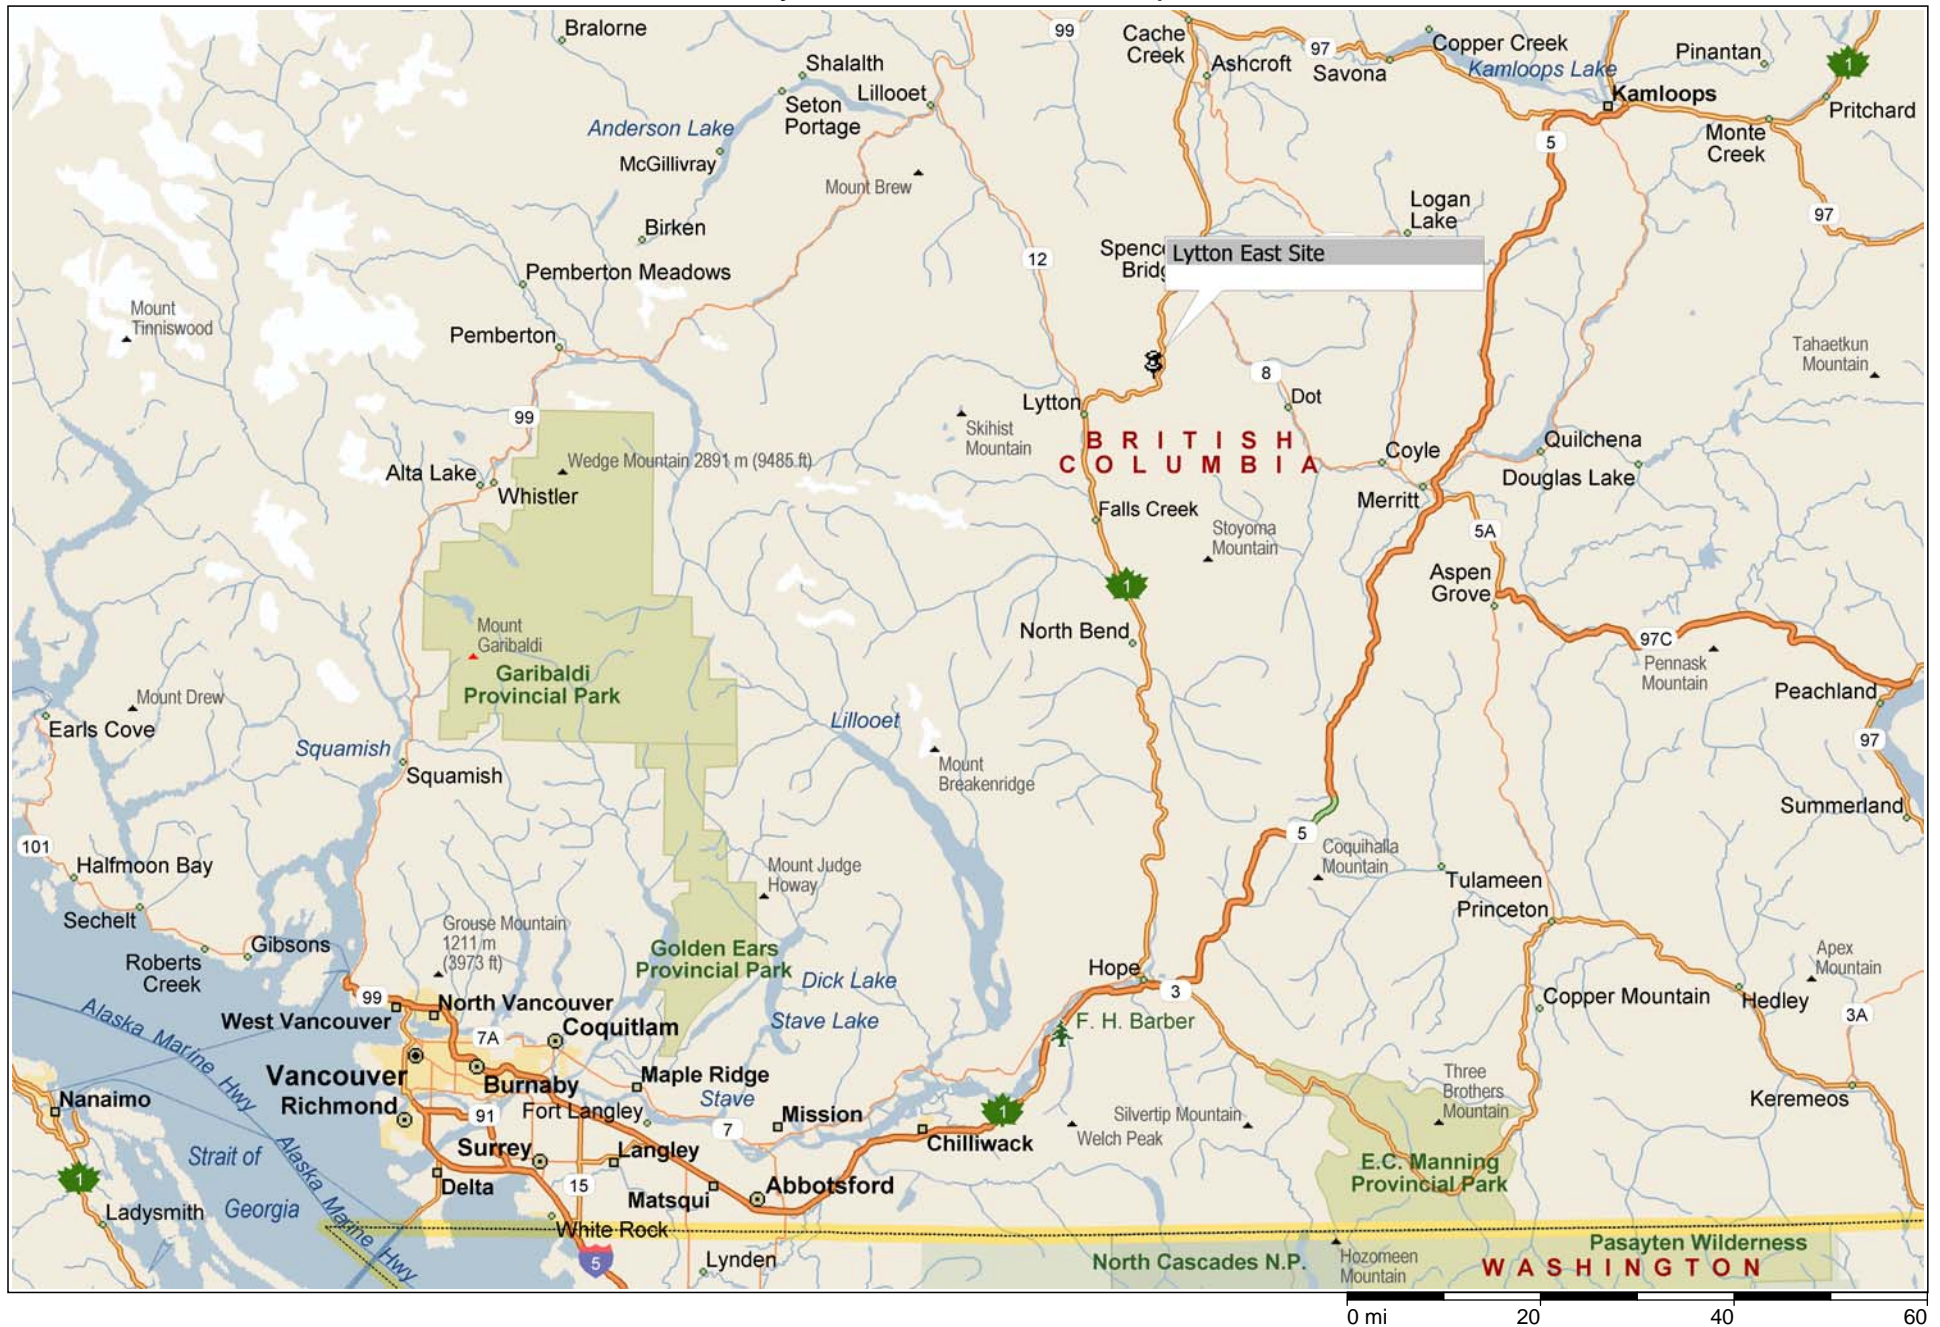 Bralorne
99
Cache
Creek
97
Copper Creek
Pinantan
1
Shalalth
Ashcroft
Savona
Kamloops Lake
Seton
Portage
Lillooet
Kamloops
Pritchard
Anderson Lake
McGillivray
5
Monte
Creek
Mount Brew
Logan
Lake
97
Birken
12
Lytton East Site
Pemberton Meadows
Mount
Tinniswood
Pemberton
Tahaetkun
Mountain
8
Dot
Lytton
99
Skihist
Mountain
BRITISH
COLUMBIA
Coyle
Quilchena
Douglas Lake
Wedge Mountain 2891 m (9485 ft)
Alta Lake
Whistler
Merritt
Falls Creek
Stoyoma
Mountain
5A
1
Aspen
Grove
Mount
Garibaldi
North Bend
97C
Pennask
Mountain
Garibaldi
Provincial Park
Peachland
Mount Drew
Earls Cove
Lillooet
97
Squamish
Squamish
Mount
Breakenridge
Summerland
101
5
Coquihalla
Mountain
Halfmoon Bay
Mount Judge
Howay
Tulameen
Princeton
Sechelt
Grouse Mountain
1211 m
(3973 ft)
Gibsons
Golden Ears
Provincial Park
Roberts
Creek
Dick Lake
Hope
3
Apex
Mountain
99
North Vancouver
Copper Mountain
Hedley
West Vancouver
Coquitlam
Stave Lake
F. H. Barber
3A
Alaska Marine Hwy
7A
Vancouver
Burnaby
Maple Ridge
Three
Brothers
Mountain
Nanaimo
Richmond
91
Fort Langley
Stave
Mission
1
Silvertip Mountain
Keremeos
7
Chilliwack
Welch Peak
Strait of
Georgia
Alaska Marine Hwy
Surrey
Langley
E.C. Manning
Provincial Park
1
Delta
15
Matsqui
Abbotsford
Ladysmith
White Rock
5
Lynden
North Cascades N.P.
Hozomeen
Mountain
Pasayten Wilderness
WASHINGTON
0 mi
20
40
60